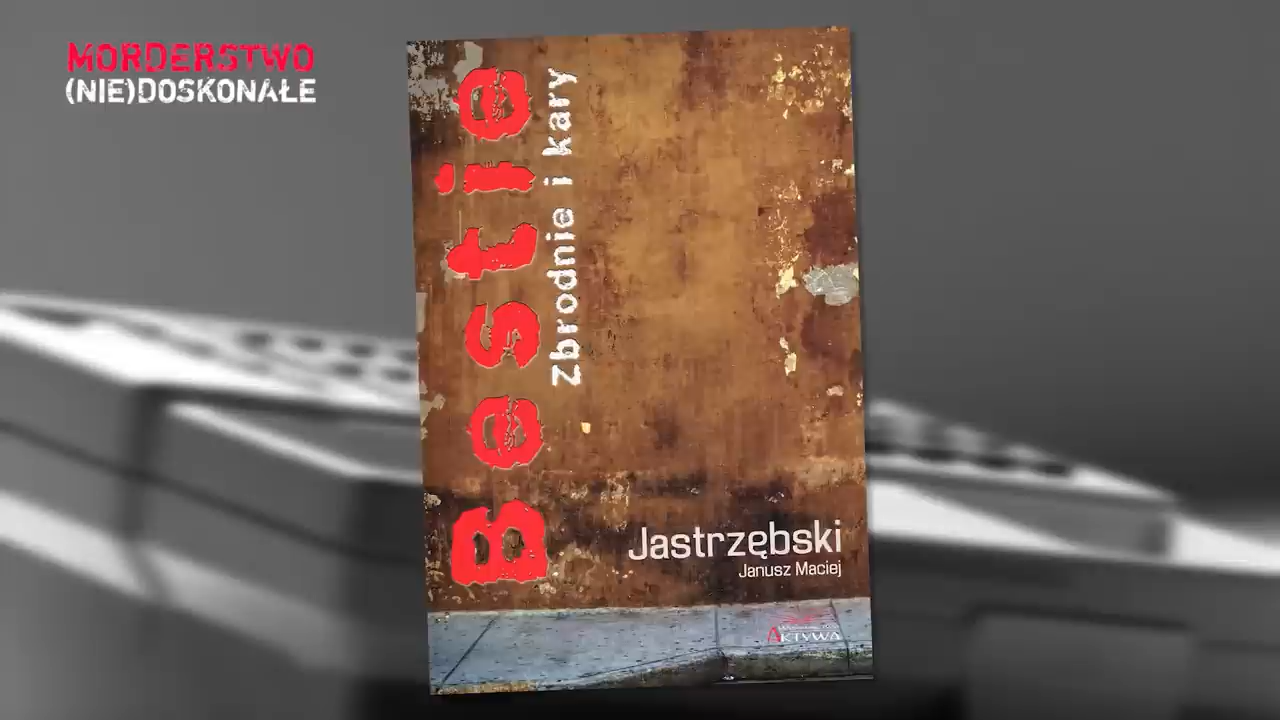 MORDERSTWO
(NIE)DOSKONAŁE
Bestie
zbrodnie i kary
Jastrzębski
Janusz Maciej
AKTYWA